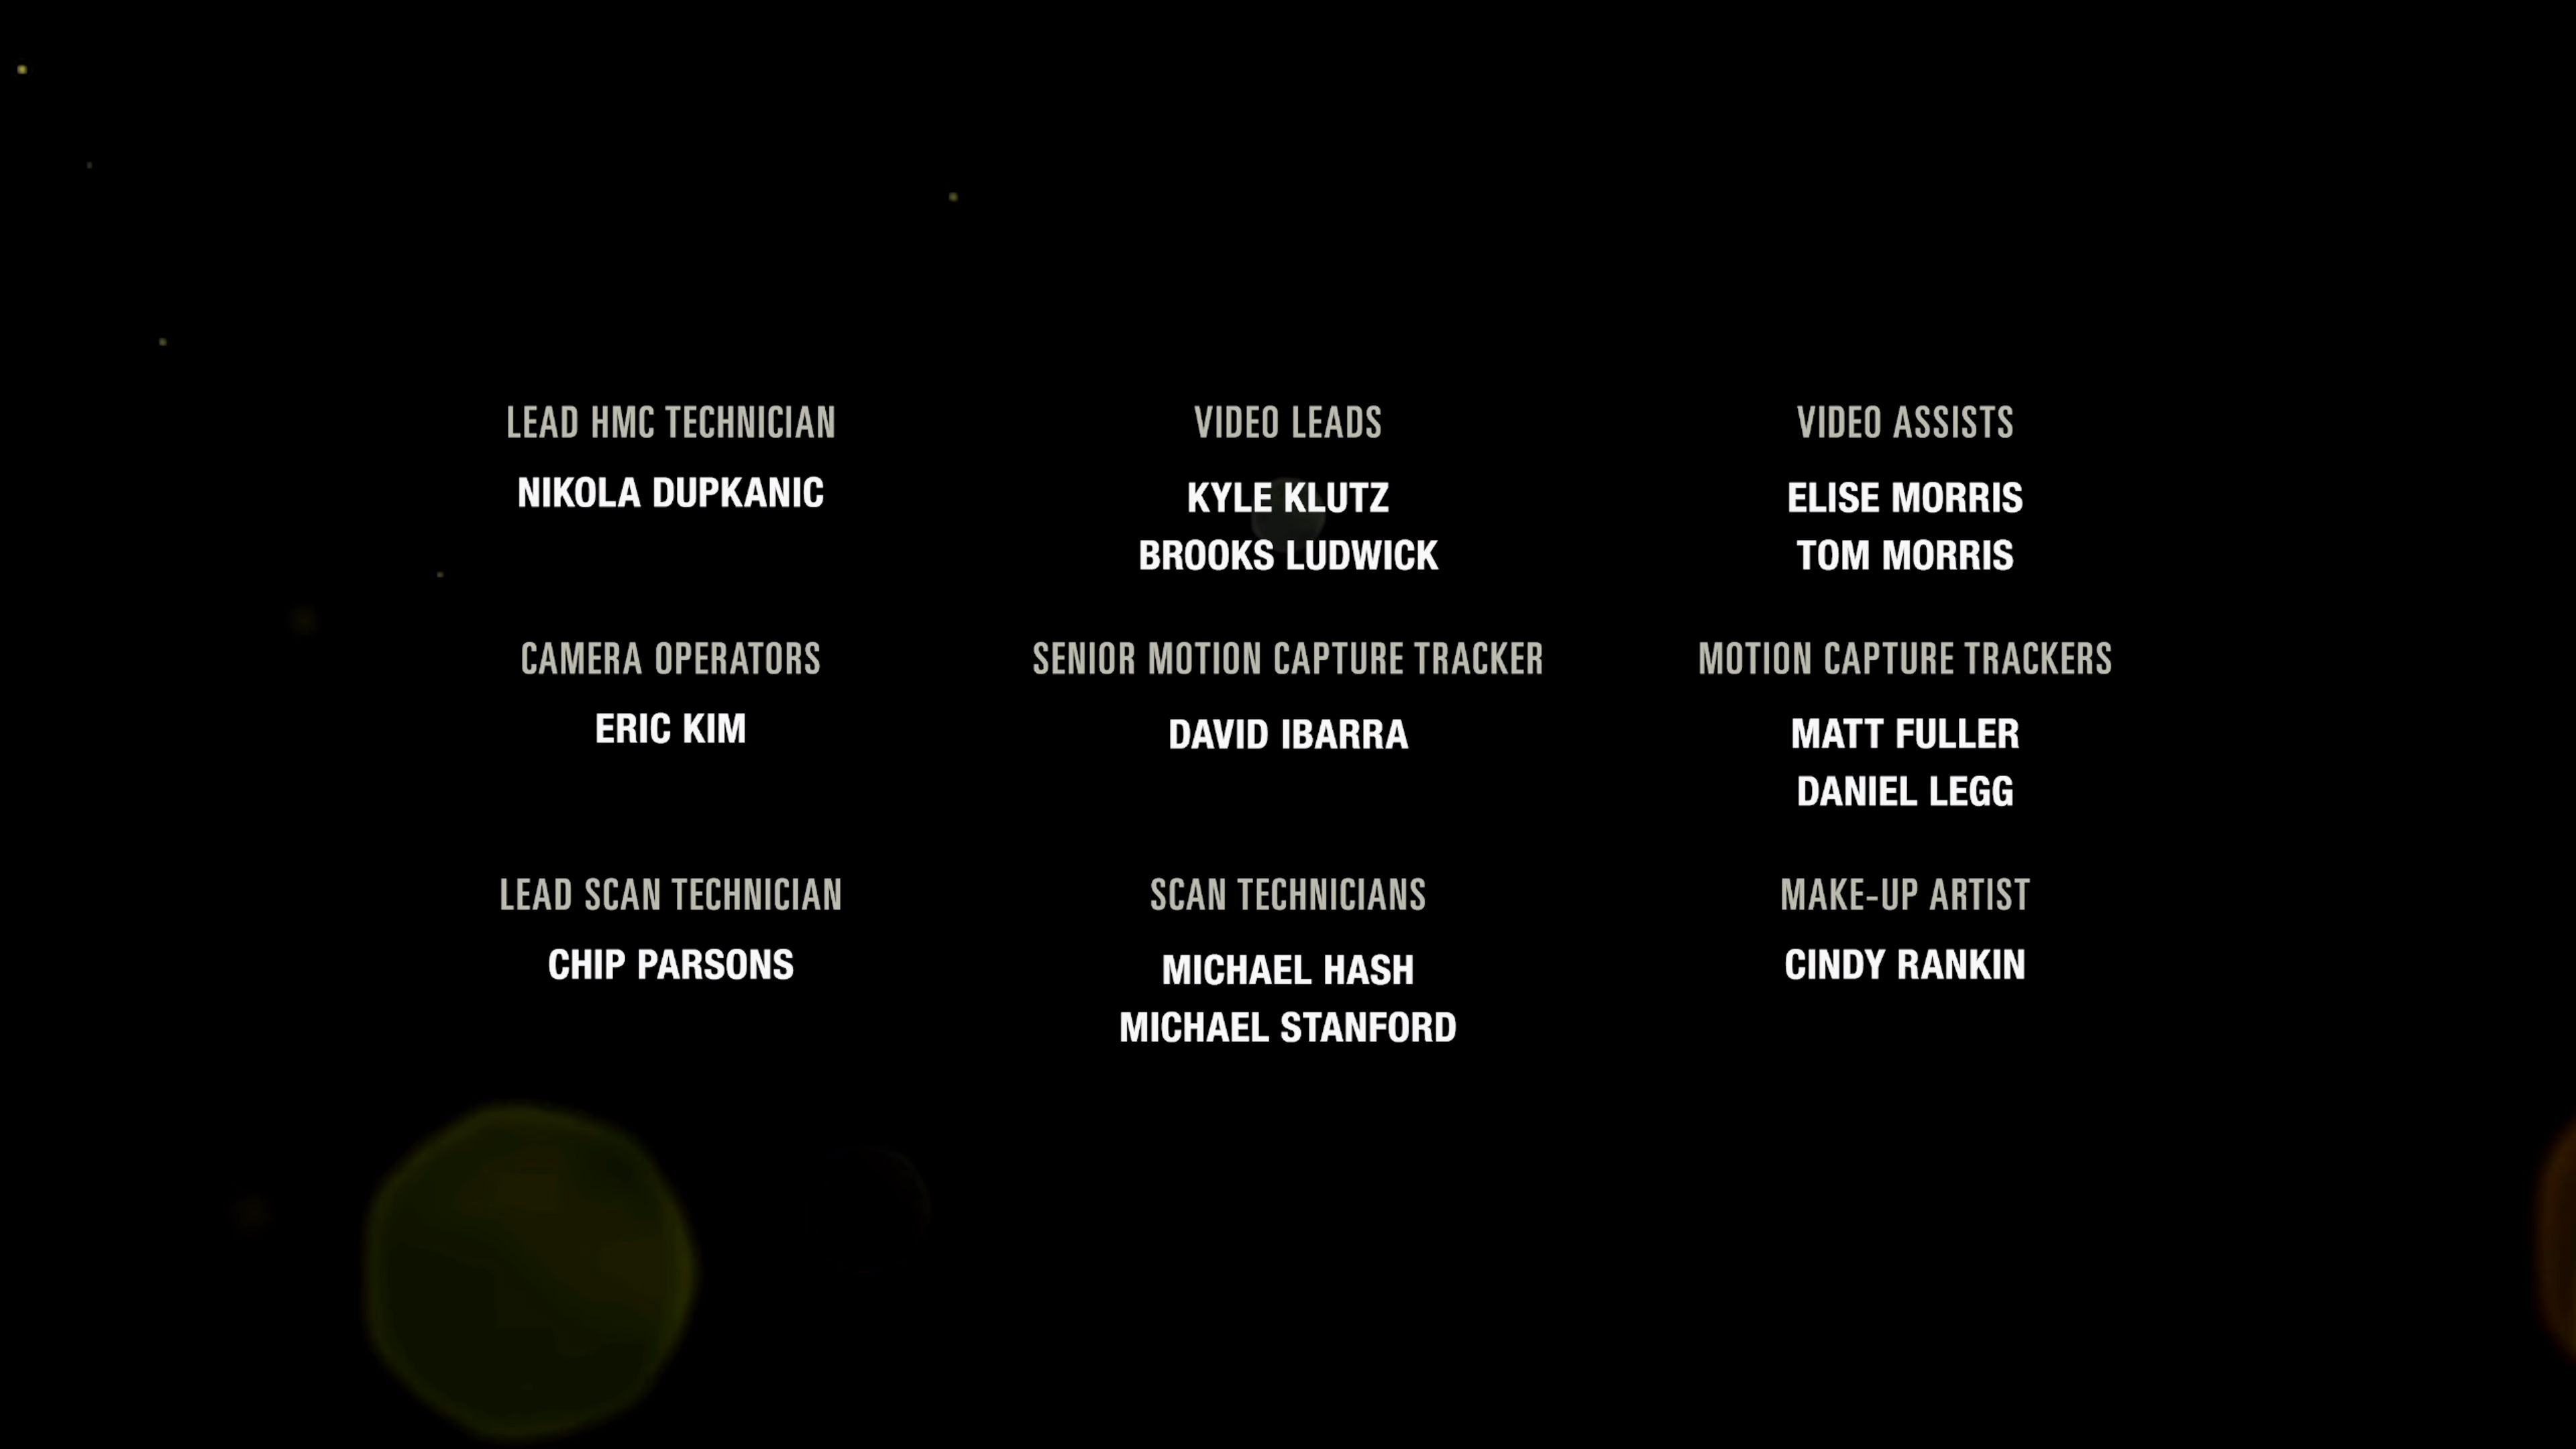 LEAD HMC TECHNICIAN
NIKOLA DUPKANIC
VIDEO LEADS
KYLE KLUTZ
BROOKS LUDWICK
VIDEO ASSISTS
ELISE MORRIS
TOM MORRIS
CAMERA OPERATORS
ERIC KIM
SENIOR MOTION CAPTURE TRACKER
DAVID IBARRA
MOTION CAPTURE TRACKERS
MATT FULLER
DANIEL LEGG
LEAD SCAN TECHNICIAN
CHIP PARSONS
SCAN TECHNICIANS
MICHAEL HASH
MICHAEL STANFORD
MAKE-UP ARTIST
CINDY RANKIN